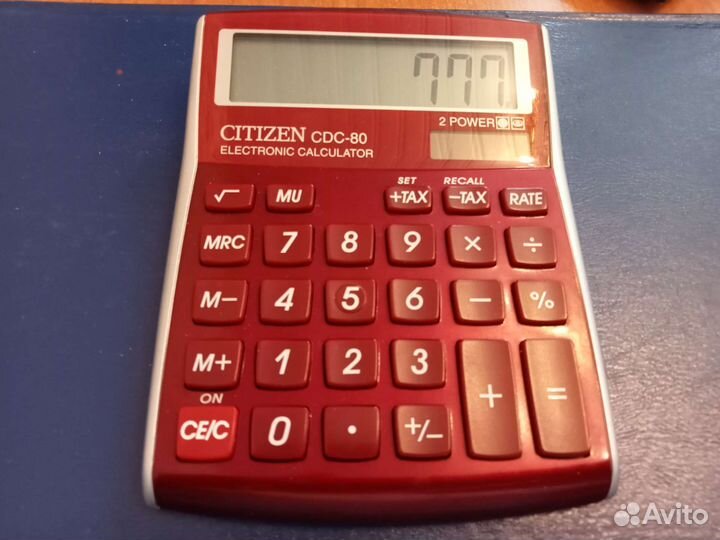 777
2 POWER
CITIZEN CDC-80
ELECTRONIC CALCULATOR
SET RECALL
√ MU +TAX −TAX RATE
MRC 7 8 9 × ÷
M− 4 5 6 − %
M+ 1 2 3 + =
ON
CE/C 0 · +/−
Avito